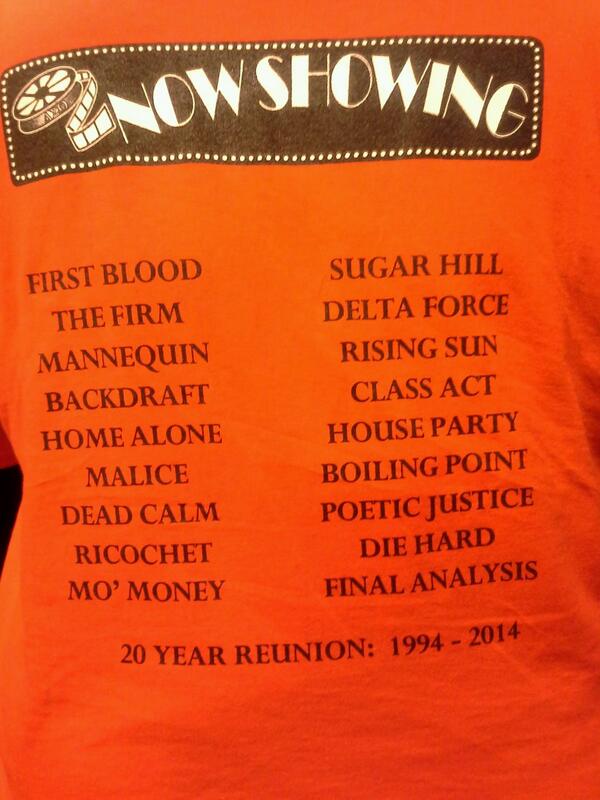 NOW SHOWING
FIRST BLOOD
THE FIRM
MANNEQUIN
BACKDRAFT
HOME ALONE
MALICE
DEAD CALM
RICOCHET
MO' MONEY
SUGAR HILL
DELTA FORCE
RISING SUN
CLASS ACT
HOUSE PARTY
BOILING POINT
POETIC JUSTICE
DIE HARD
FINAL ANALYSIS
20 YEAR REUNION: 1994 - 2014